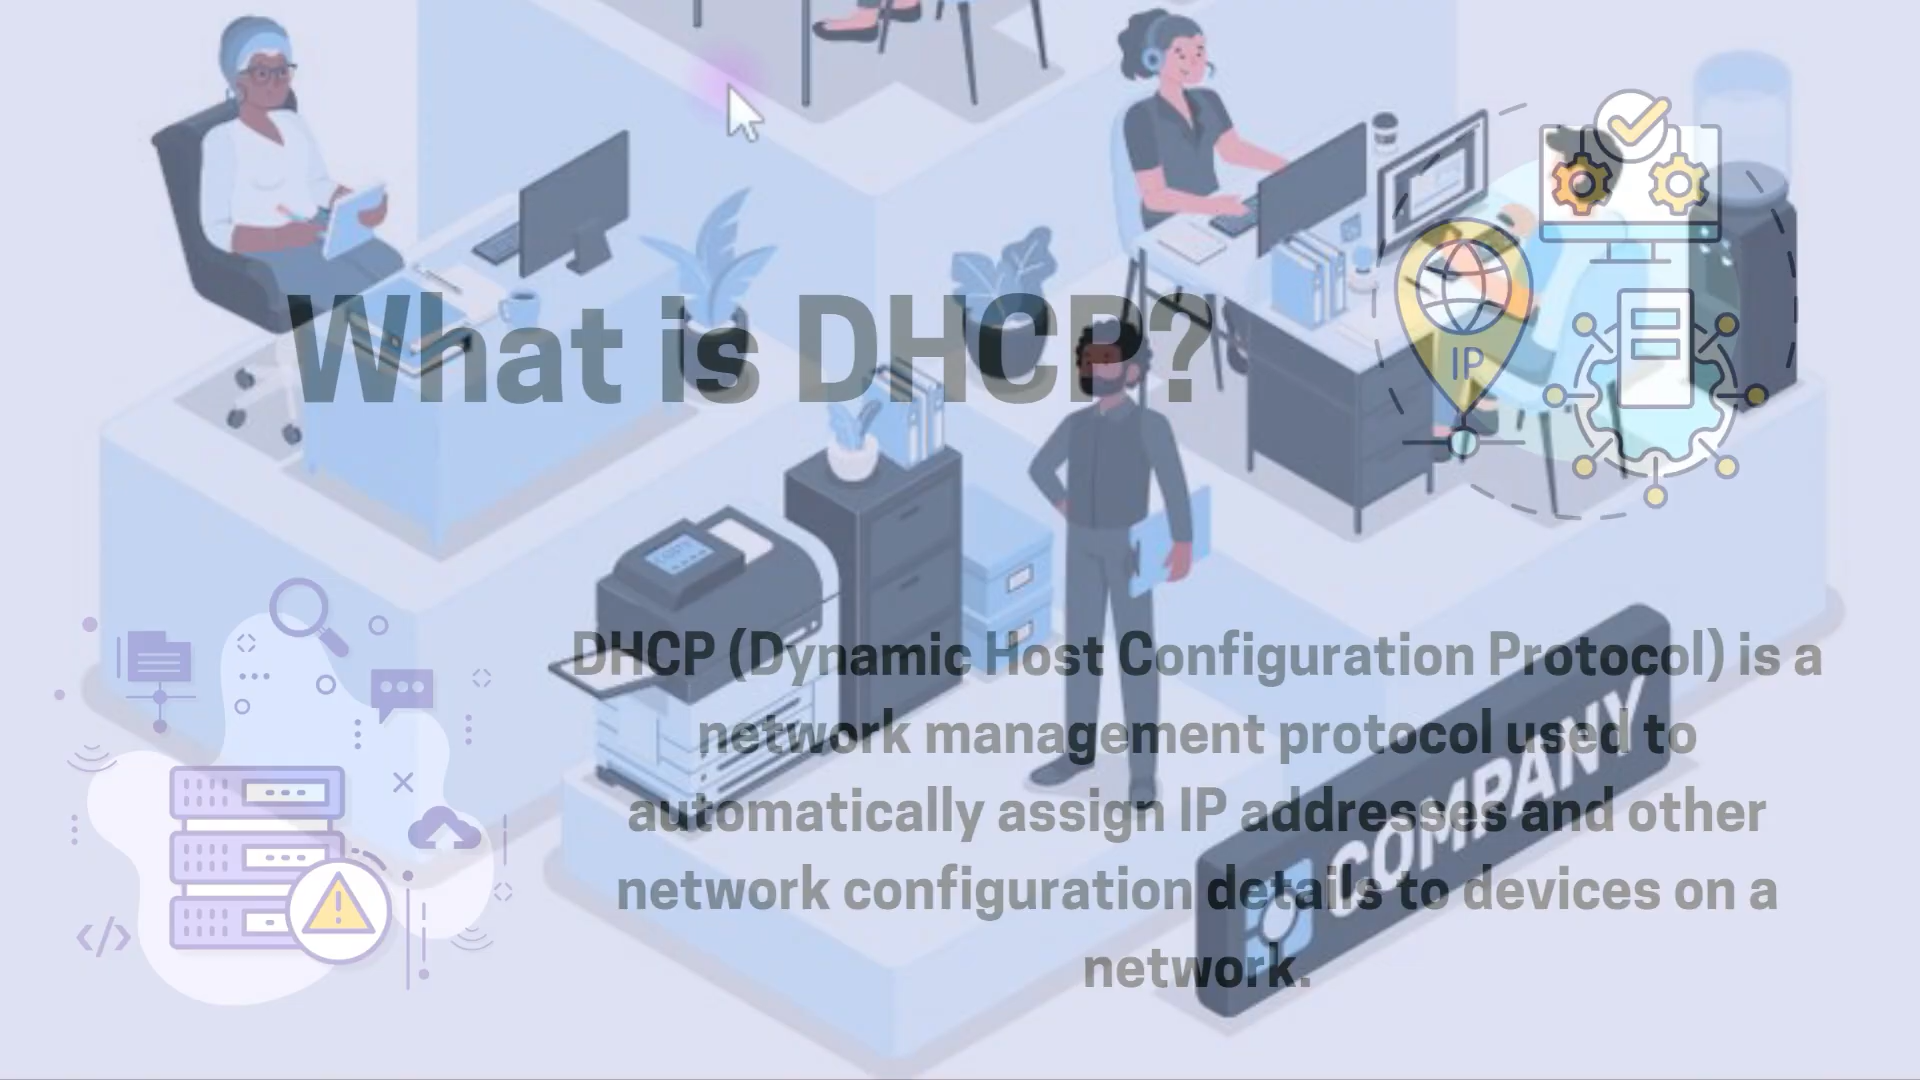 What is DHCP?
IP
DHCP (Dynamic Host Configuration Protocol) is a
network management protocol used to
automatically assign IP addresses and other
network configuration details to devices on a
network.
COMPANY